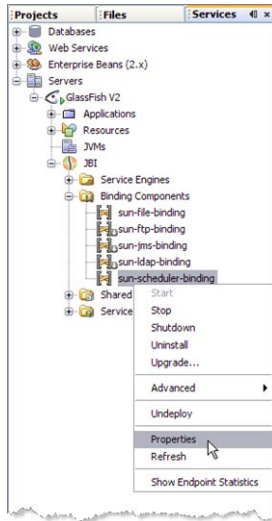 Projects Files Services
Databases
Web Services
Enterprise Beans (2.x)
Servers
GlassFish V2
Applications
Resources
JVMs
JBI
Service Engines
Binding Components
sun-file-binding
sun-ftp-binding
sun-jms-binding
sun-ldap-binding
sun-scheduler-binding
Shared
Service
Start
Stop
Shutdown
Uninstall
Upgrade...
Advanced
Undeploy
Properties
Refresh
Show Endpoint Statistics